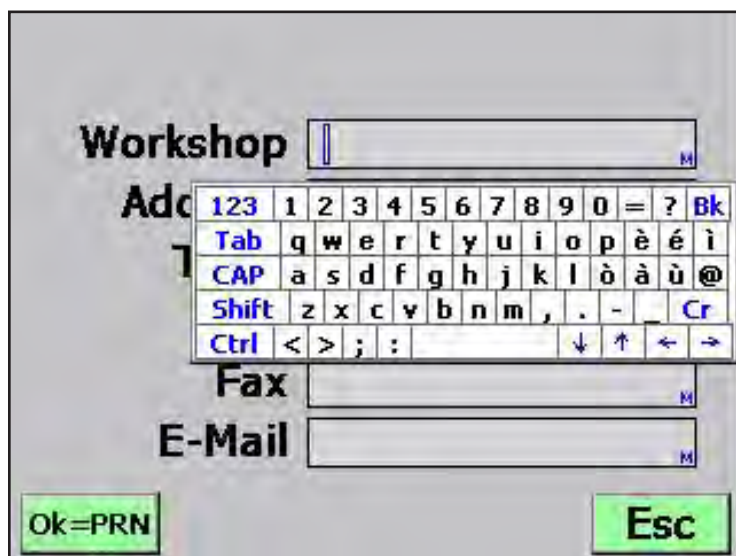 Workshop
M
Add
123 1 2 3 4 5 6 7 8 9 0 = ? Bk
Tab q w e r t y u i o p è é ì
T
CAP a s d f g h j k l ò à ù @
Shift z x c v b n m , . - _ Cr
Ctrl < > ; : ↓ ↑ ← →
Fax
M
E-Mail
M
Ok=PRN Esc